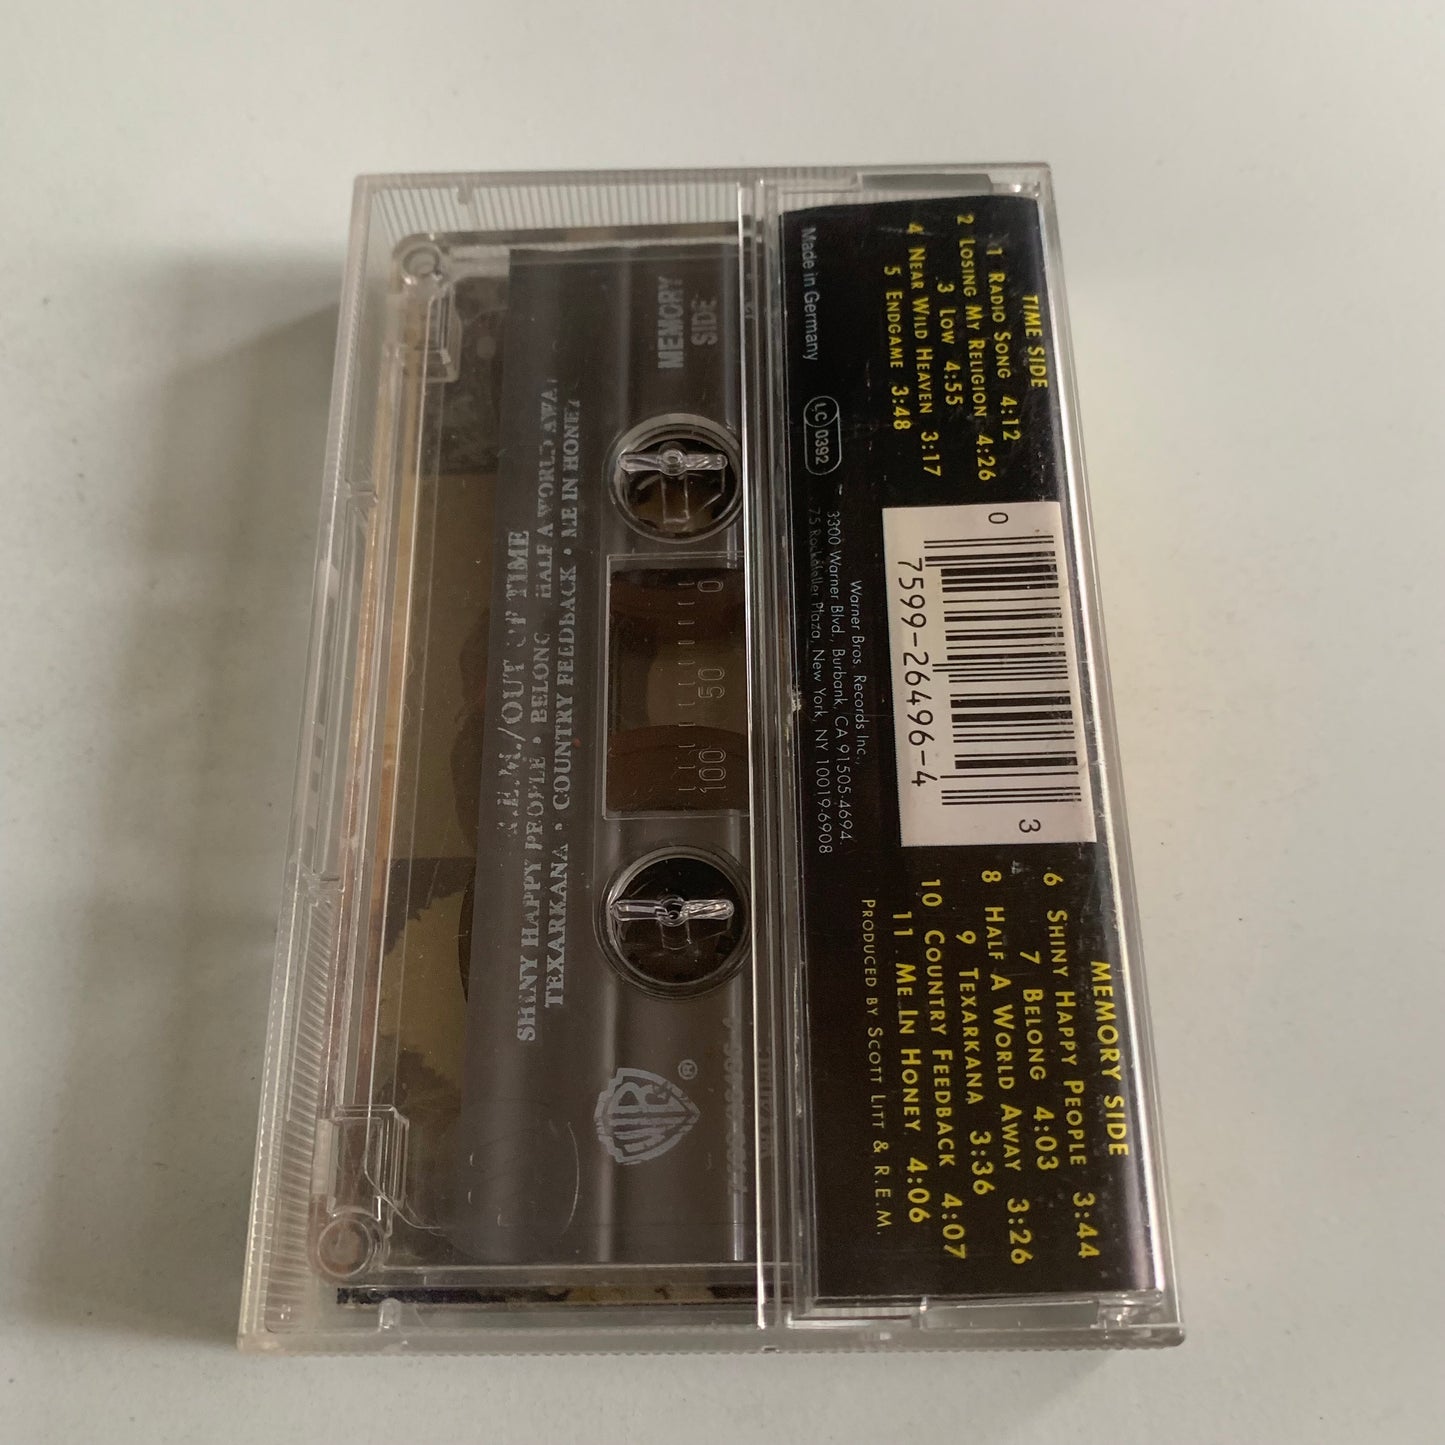 TIME SIDE
1 RADIO SONG 4:12
2 LOSING MY RELIGION 4:26
3 LOW 4:55
4 NEAR WILD HEAVEN 3:17
5 ENDGAME 3:48
Made in Germany
LC 0392
0
7599-26496-4
3
Warner Bros. Records Inc.,
3300 Warner Blvd., Burbank, CA 91505-4694.
75 Rockefeller Plaza, New York, NY 10019-6908
MEMORY SIDE
6 SHINY HAPPY PEOPLE 3:44
7 BELONG 4:03
8 HALF A WORLD AWAY 3:26
9 TEXARKANA 3:36
10 COUNTRY FEEDBACK 4:07
11 ME IN HONEY 4:06
PRODUCED BY SCOTT LITT & R.E.M.
MEMORY
SIDE
0 50 100
R.E.M./OUT OF TIME
SHINY HAPPY PEOPLE • BELONG HALF A WORLD AWAY
TEXARKANA • COUNTRY FEEDBACK • ME IN HONEY
WB ®